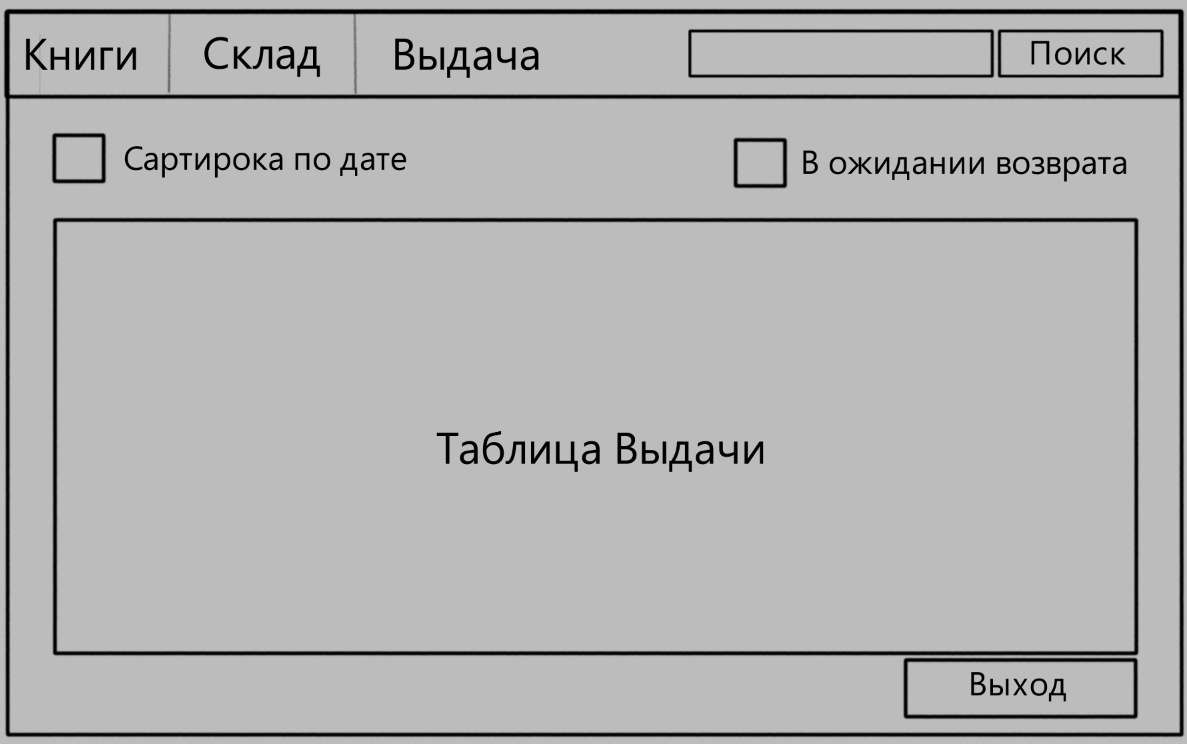 Книги Склад Выдача Поиск
Сартирока по дате В ожидании возврата
Таблица Выдачи
Выход